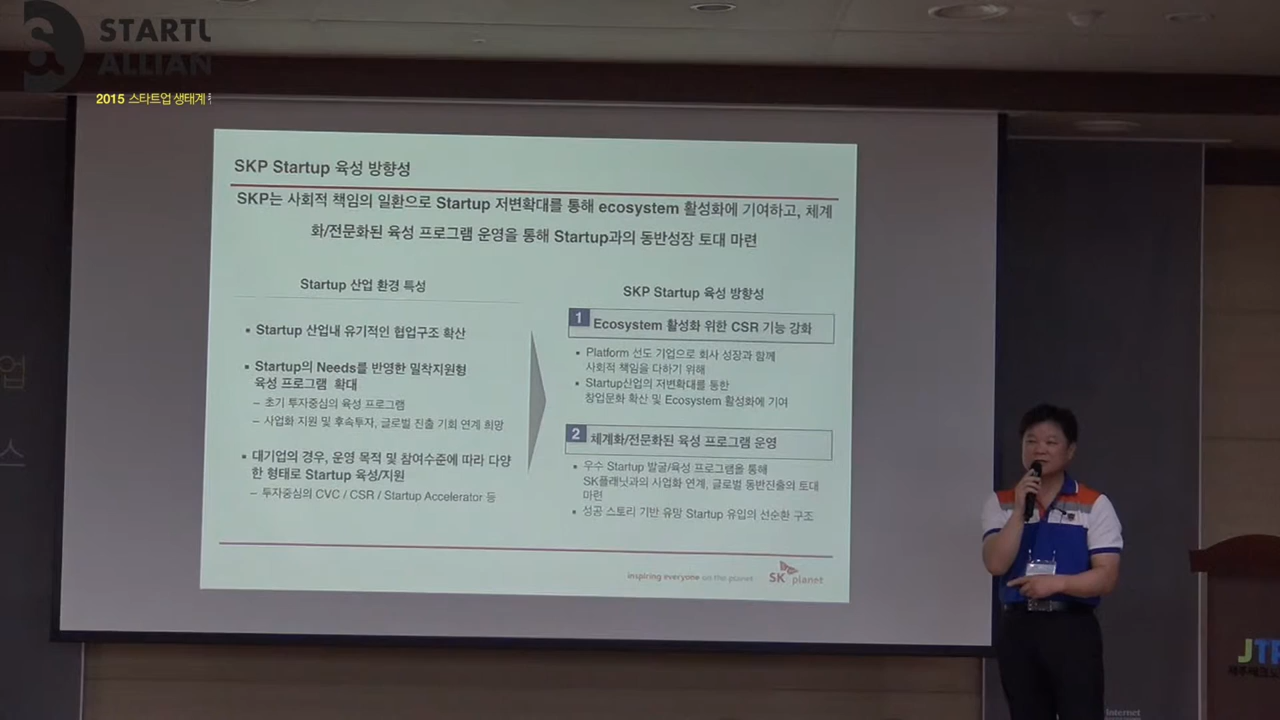 STARTU
ALLIAN
2015 스타트업 생태계
SKP Startup 육성 방향성
SKP는 사회적 책임의 일환으로 Startup 저변확대를 통해 ecosystem 활성화에 기여하고, 체계
화/전문화된 육성 프로그램 운영을 통해 Startup과의 동반성장 토대 마련
Startup 산업 환경 특성
▪ Startup 산업내 유기적인 협업구조 확산
▪ Startup의 Needs를 반영한 밀착지원형
육성 프로그램 확대
– 초기 투자중심의 육성 프로그램
– 사업화 지원 및 후속투자, 글로벌 진출 기회 연계 희망
▪ 대기업의 경우, 운영 목적 및 참여수준에 따라 다양
한 형태로 Startup 육성/지원
– 투자중심의 CVC / CSR / Startup Accelerator 등
SKP Startup 육성 방향성
1 Ecosystem 활성화 위한 CSR 기능 강화
▪ Platform 선도 기업으로 회사 성장과 함께
사회적 책임을 다하기 위해
▪ Startup산업의 저변확대를 통한
창업문화 확산 및 Ecosystem 활성화에 기여
2 체계화/전문화된 육성 프로그램 운영
▪ 우수 Startup 발굴/육성 프로그램을 통해
SK플래닛과의 사업화 연계, 글로벌 동반진출의 토대
마련
▪ 성공 스토리 기반 유망 Startup 유입의 선순환 구조
inspiring everyone on the planet
SK planet
업
스
JTP
제주테크노
Internet